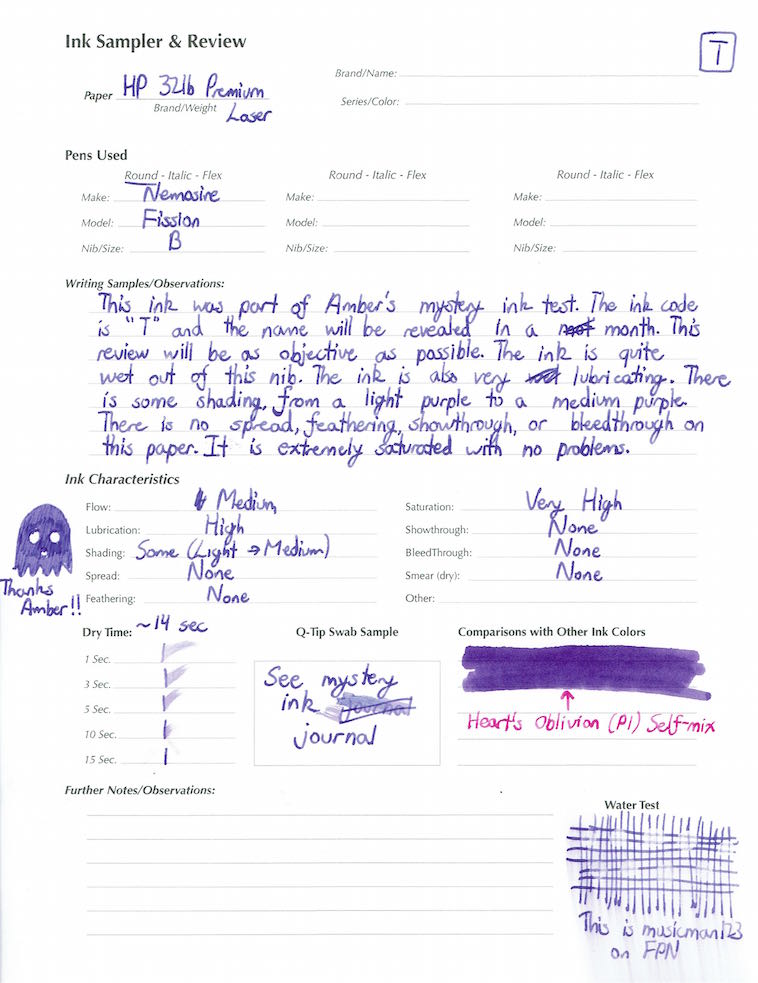 Ink Sampler & Review
T
Brand/Name:
Paper HP 32lb Premium
Brand/Weight Laser
Series/Color:
Pens Used
Round - Italic - Flex
Round - Italic - Flex
Round - Italic - Flex
Make: Nemosine
Make:
Make:
Model: Fission
Model:
Model:
Nib/Size: B
Nib/Size:
Nib/Size:
Writing Samples/Observations:
This ink was part of Amber's mystery ink test. The ink code
is "T" and the name will be revealed in a month. This
review will be as objective as possible. The ink is quite
wet out of this nib. The ink is also very lubricating. There
is some shading, from a light purple to a medium purple.
There is no spread, feathering, showthrough, or bleedthrough on
this paper. It is extremely saturated with no problems.
Ink Characteristics
Flow: Medium
Saturation: Very High
Lubrication: High
Showthrough: None
Shading: Some (Light → Medium)
BleedThrough: None
Spread: None
Smear (dry): None
Feathering: None
Other:
Thanks
Amber!!
Dry Time: ~14 sec
1 Sec.
3 Sec.
5 Sec.
10 Sec.
15 Sec.
Q-Tip Swab Sample
See mystery
ink journal
journal
Comparisons with Other Ink Colors
Heart's Oblivion (PI) Self-mix
Further Notes/Observations:
Water Test
This is musicman123
on FPN